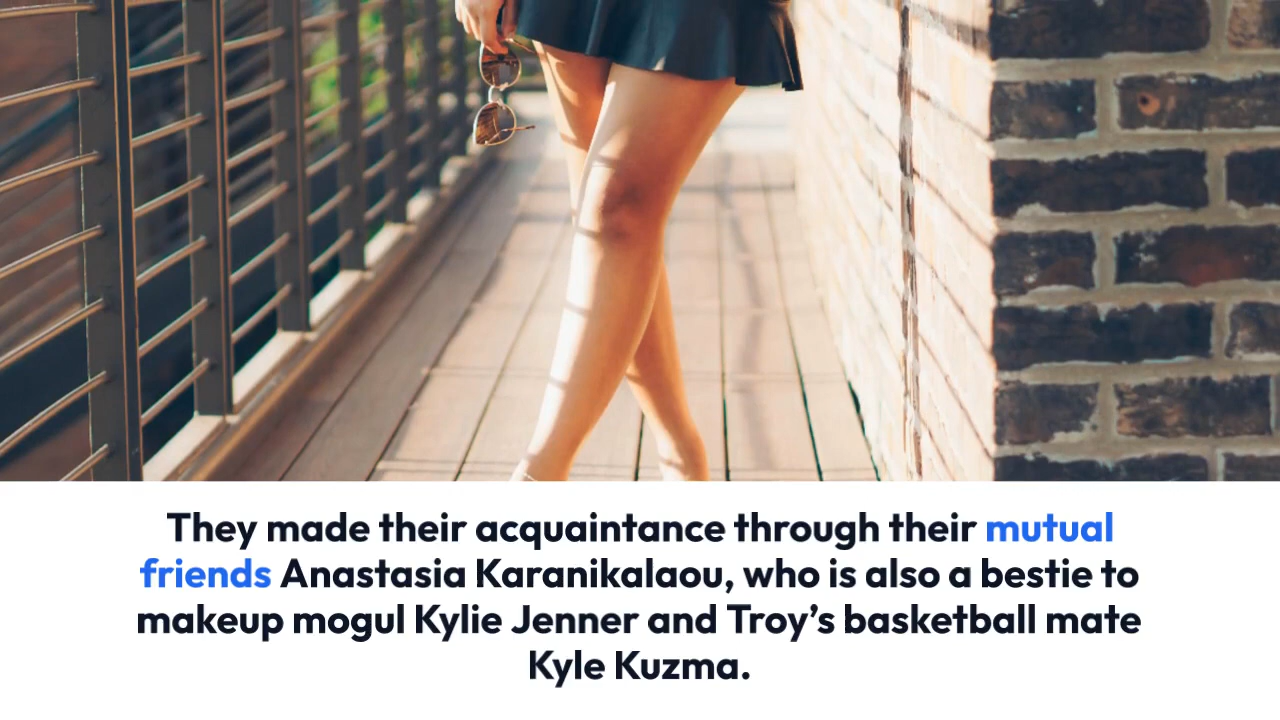 They made their acquaintance through their mutual
friends Anastasia Karanikalaou, who is also a bestie to
makeup mogul Kylie Jenner and Troy’s basketball mate
Kyle Kuzma.